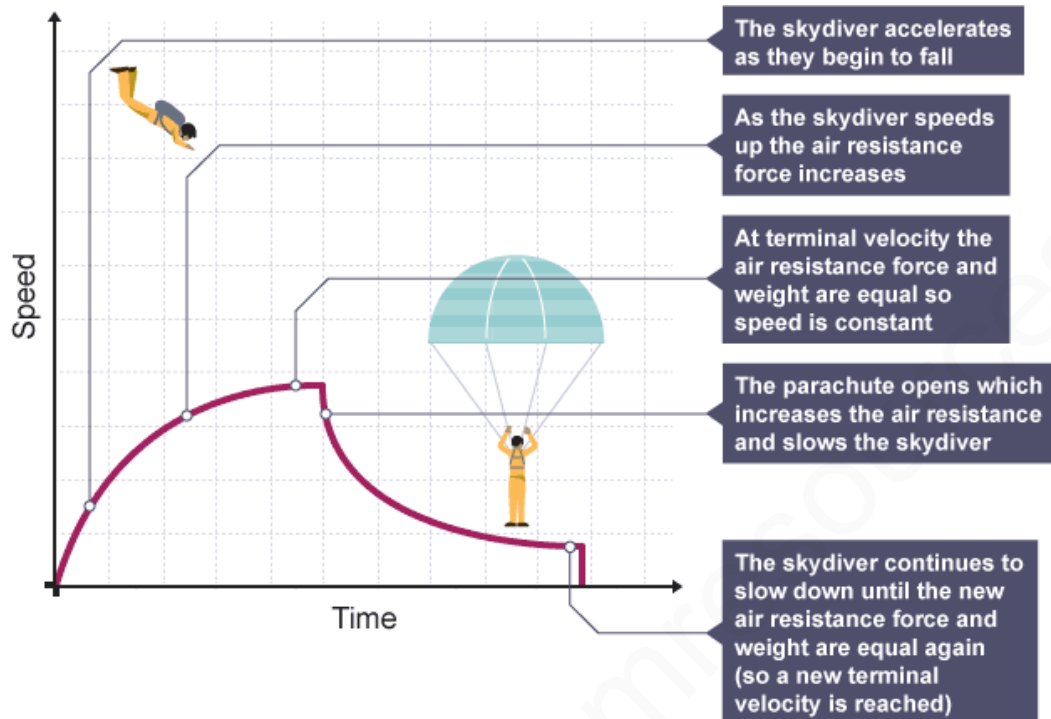 The skydiver accelerates
as they begin to fall
As the skydiver speeds
up the air resistance
force increases
At terminal velocity the
air resistance force and
weight are equal so
speed is constant
The parachute opens which
increases the air resistance
and slows the skydiver
The skydiver continues to
slow down until the new
air resistance force and
weight are equal again
(so a new terminal
velocity is reached)
Speed
Time